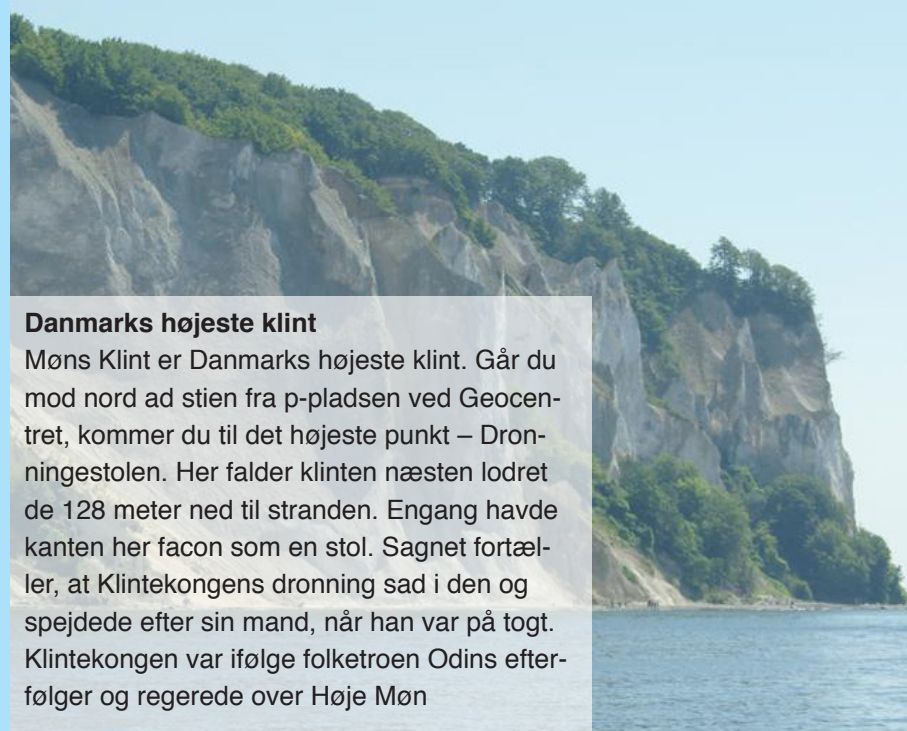 Danmarks højeste klint
Møns Klint er Danmarks højeste klint. Går du
mod nord ad stien fra p-pladsen ved Geocen-
tret, kommer du til det højeste punkt – Dron-
ningestolen. Her falder klinten næsten lodret
de 128 meter ned til stranden. Engang havde
kanten her facon som en stol. Sagnet fortæl-
ler, at Klintekongens dronning sad i den og
spejdede efter sin mand, når han var på togt.
Klintekongen var ifølge folketroen Odins efter-
følger og regerede over Høje Møn